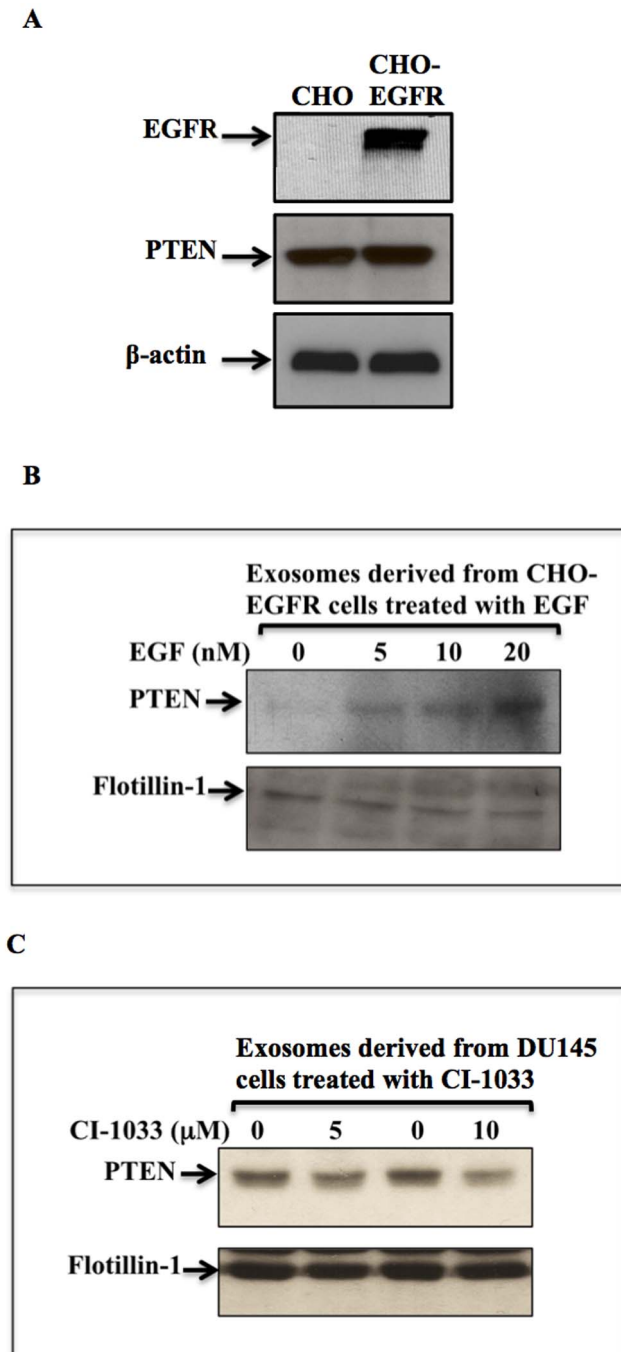 A
CHO CHO-EGFR
EGFR
PTEN
β-actin
B
Exosomes derived from CHO-
EGFR cells treated with EGF
EGF (nM) 0 5 10 20
PTEN
Flotillin-1
C
Exosomes derived from DU145
cells treated with CI-1033
CI-1033 (μM) 0 5 0 10
PTEN
Flotillin-1